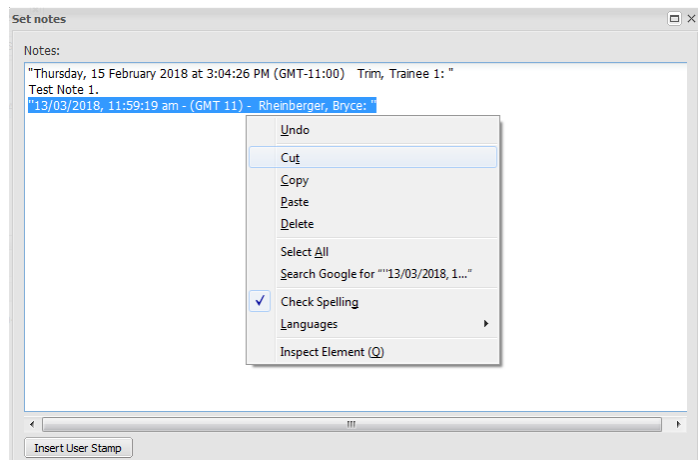 Set notes
Notes:
"Thursday, 15 February 2018 at 3:04:26 PM (GMT-11:00)   Trim, Trainee 1: "
Test Note 1.
"13/03/2018, 11:59:19 am - (GMT 11) -  Rheinberger, Bryce: "
Undo
Cut
Copy
Paste
Delete
Select All
Search Google for ""13/03/2018, 1..."
Check Spelling
Languages
Inspect Element (Q)
Insert User Stamp